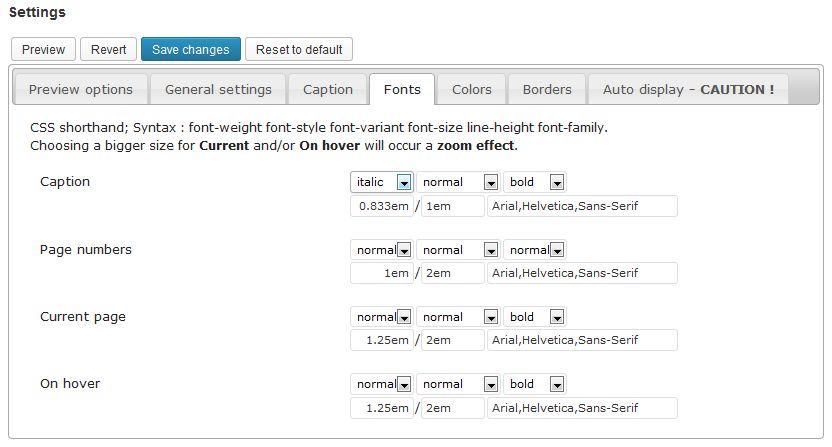 Settings
Preview Revert Save changes Reset to default
Preview options General settings Caption Fonts Colors Borders Auto display - CAUTION !
CSS shorthand; Syntax : font-weight font-style font-variant font-size line-height font-family.
Choosing a bigger size for Current and/or On hover will occur a zoom effect.
Caption italic normal bold
0.833em / 1em Arial,Helvetica,Sans-Serif
Page numbers normal normal normal
1em / 2em Arial,Helvetica,Sans-Serif
Current page normal normal bold
1.25em / 2em Arial,Helvetica,Sans-Serif
On hover normal normal bold
1.25em / 2em Arial,Helvetica,Sans-Serif